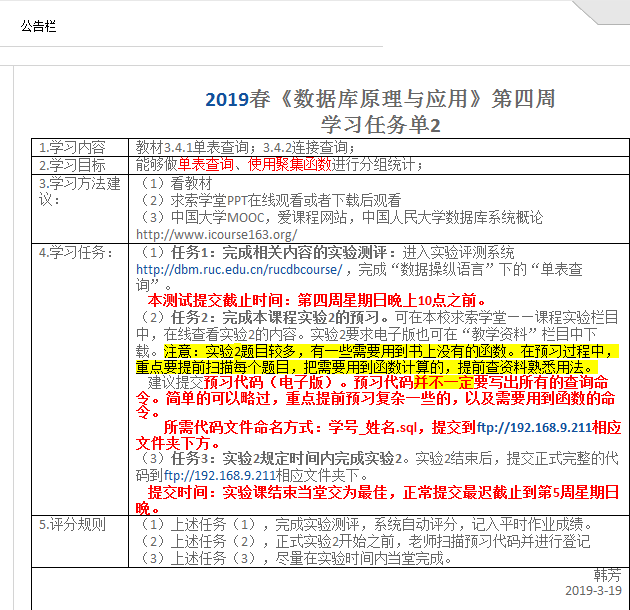 公告栏
2019春《数据库原理与应用》第四周
学习任务单2
1.学习内容 教材3.4.1单表查询；3.4.2连接查询；
2.学习目标 能够做单表查询、使用聚集函数进行分组统计；
3.学习方法建议： （1）看教材
（2）求索学堂PPT在线观看或者下载后观看
（3）中国大学MOOC，爱课程网站，中国人民大学数据库系统概论
http://www.icourse163.org/
4.学习任务： （1）任务1：完成相关内容的实验测评：进入实验评测系统
http://dbm.ruc.edu.cn/rucdbcourse/ ，完成“数据操纵语言”下的“单表查
询”。
本测试提交截止时间：第四周星期日晚上10点之前。
（2）任务2：完成本课程实验2的预习。可在本校求索学堂——课程实验栏目
中，在线查看实验2的内容。实验2要求电子版也可在“教学资料”栏目中下
载。注意：实验2题目较多，有一些需要用到书上没有的函数。在预习过程中，
重点要提前扫描每个题目，把需要用到函数计算的，提前查资料熟悉用法。
建议提交预习代码（电子版）。预习代码并不一定要写出所有的查询命
令。简单的可以略过，重点提前预习复杂一些的，以及需要用到函数的命
令。
所需代码文件命名方式：学号_姓名.sql，提交到ftp://192.168.9.211相应
文件夹下方。
（3）任务3：实验2规定时间内完成实验2。实验2结束后，提交正式完整的代
码到ftp://192.168.9.211相应文件夹下。
提交时间：实验课结束当堂交为最佳，正常提交最迟截止到第5周星期日
晚。
5.评分规则 （1）上述任务（1），完成实验测评，系统自动评分，记入平时作业成绩。
（2）上述任务（2），正式实验2开始之前，老师扫描预习代码并进行登记
（3）上述任务（3），尽量在实验时间内当堂完成。
韩芳
2019-3-19